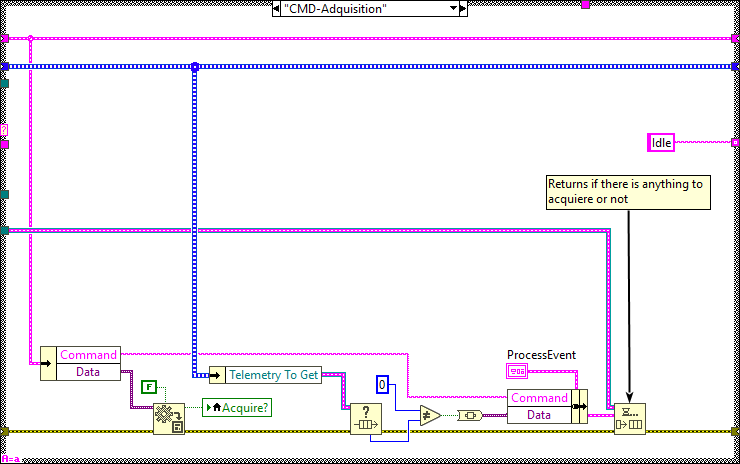 "CMD-Adquisition"
?
Idle
Returns if there is anything to
acquiere or not
ProcessEvent
Command
Data
F
Acquire?
Telemetry To Get
0
?
≠
Command
Data
A=a